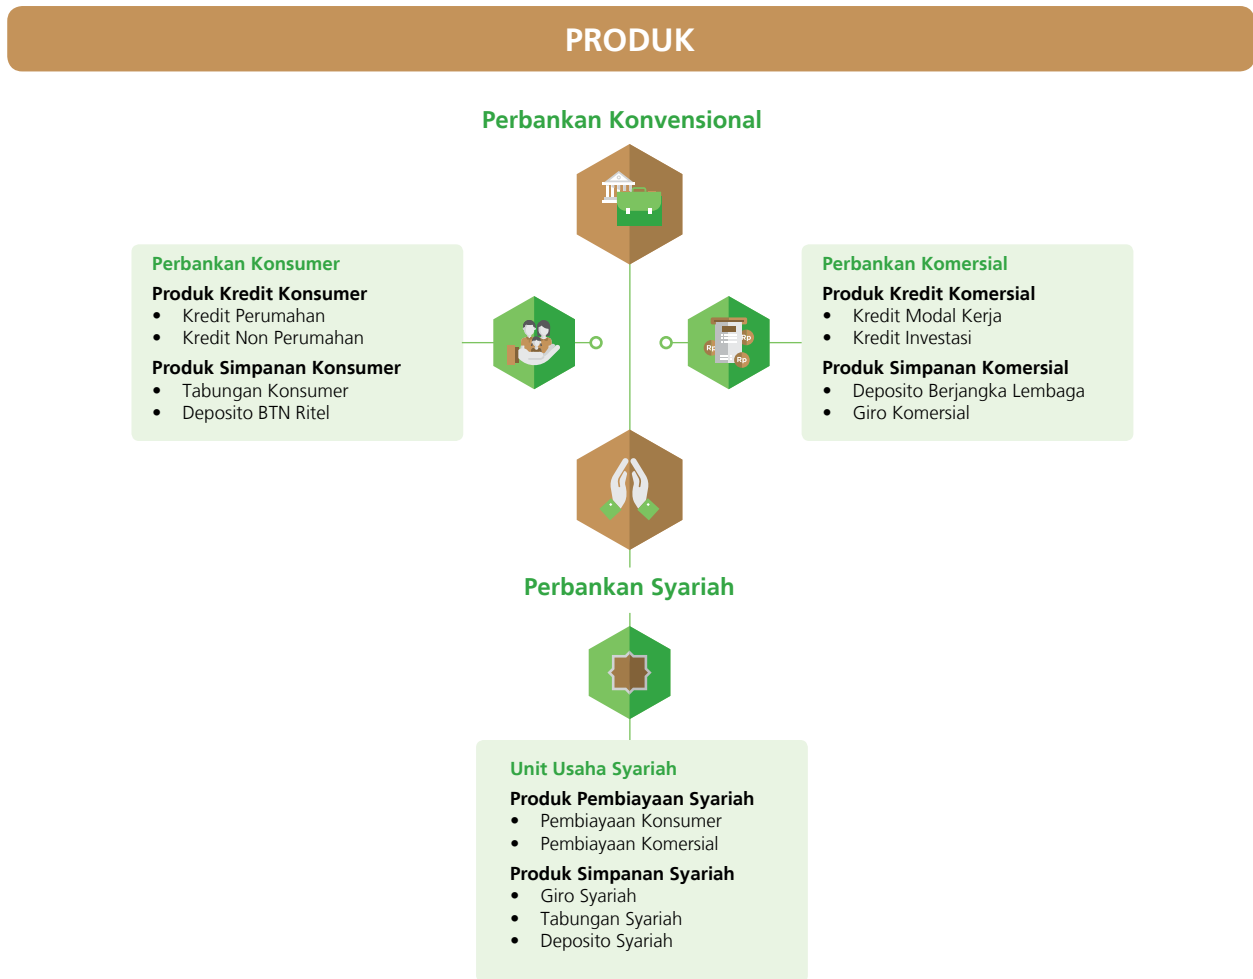 PRODUK
Perbankan Konvensional
Perbankan Konsumer
Produk Kredit Konsumer
• Kredit Perumahan
• Kredit Non Perumahan
Produk Simpanan Konsumer
• Tabungan Konsumer
• Deposito BTN Ritel
Rp
Rp
Rp
Perbankan Komersial
Produk Kredit Komersial
• Kredit Modal Kerja
• Kredit Investasi
Produk Simpanan Komersial
• Deposito Berjangka Lembaga
• Giro Komersial
Perbankan Syariah
Unit Usaha Syariah
Produk Pembiayaan Syariah
• Pembiayaan Konsumer
• Pembiayaan Komersial
Produk Simpanan Syariah
• Giro Syariah
• Tabungan Syariah
• Deposito Syariah